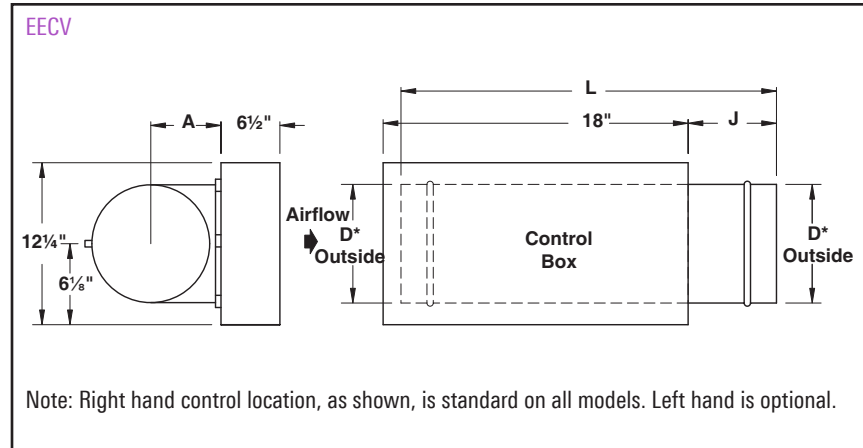 EECV
L
A
6½"
18"
J
12¼"
6⅛"
Airflow
D*
Outside
Control
Box
D*
Outside
Note: Right hand control location, as shown, is standard on all models. Left hand is optional.